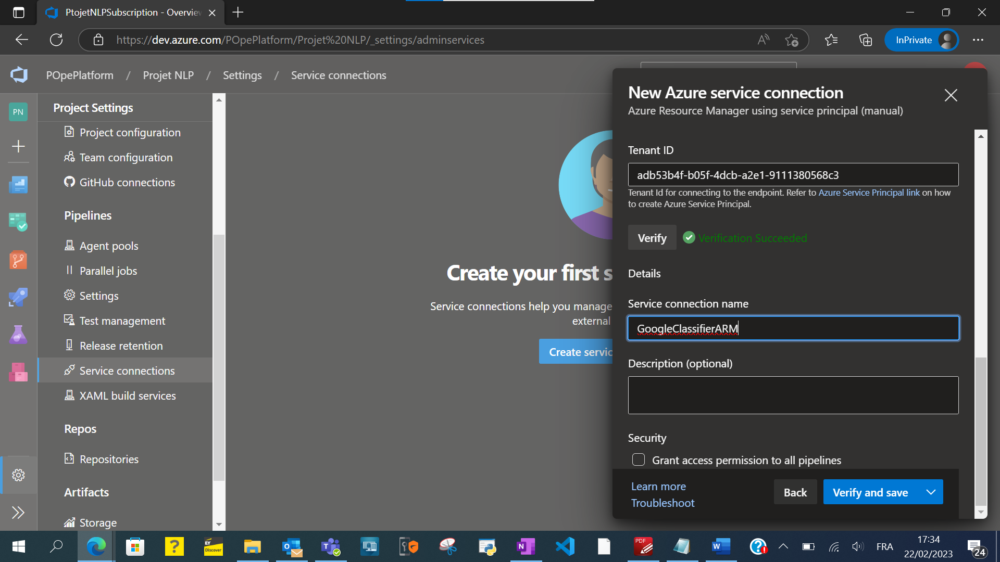 PtojetNLPSubscription - Overvie
https://dev.azure.com/POpePlatform/Projet%20NLP/_settings/adminservices
InPrivate
POpePlatform / Projet NLP / Settings / Service connections
PN
Project Settings
Project configuration
Team configuration
GitHub connections
Pipelines
Agent pools
Parallel jobs
Settings
Test management
Release retention
Service connections
XAML build services
Repos
Repositories
Artifacts
Storage
Create your first s
Service connections help you manage
external
Create servic
New Azure service connection
Azure Resource Manager using service principal (manual)
Tenant ID
adb53b4f-b05f-4dcb-a2e1-9111380568c3
Tenant Id for connecting to the endpoint. Refer to Azure Service Principal link on how
to create Azure Service Principal.
Verify
Verification Succeeded
Details
Service connection name
GoogleClassifierARM
Description (optional)
Security
Grant access permission to all pipelines
Learn more
Troubleshoot
Back
Verify and save
EY
Discover
PDF
FRA
17:34
22/02/2023
24